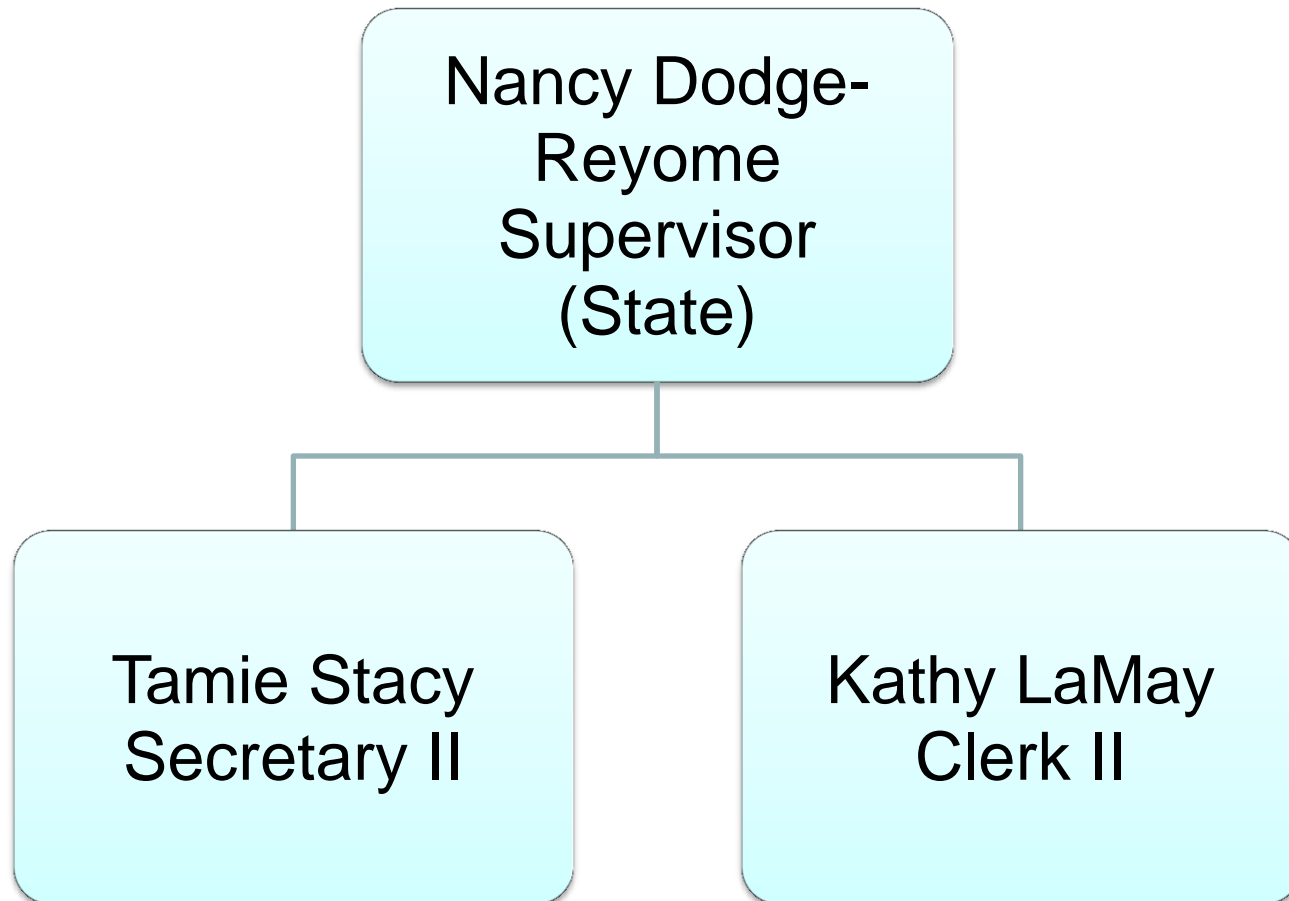 Nancy Dodge-
Reyome
Supervisor
(State)
Tamie Stacy
Secretary II
Kathy LaMay
Clerk II